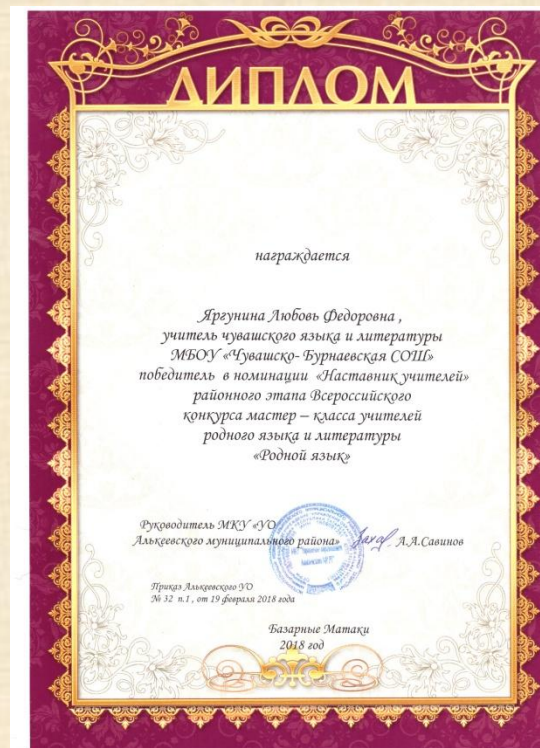 ДИПЛОМ
награждается
Яргунина Любовь Федоровна ,
учитель чувашского языка и литературы
МБОУ «Чувашско- Бурнаевская СОШ»
победитель в номинации «Наставник учителей»
районного этапа Всероссийского
конкурса мастер – класса учителей
родного языка и литературы
«Родной язык»
Руководитель МКУ «УО
Алькеевского муниципального района» А.А.Савинов
Приказ Алькеевского УО
№ 32 п.1 , от 19 февраля 2018 года
Базарные Матаки
2018 год